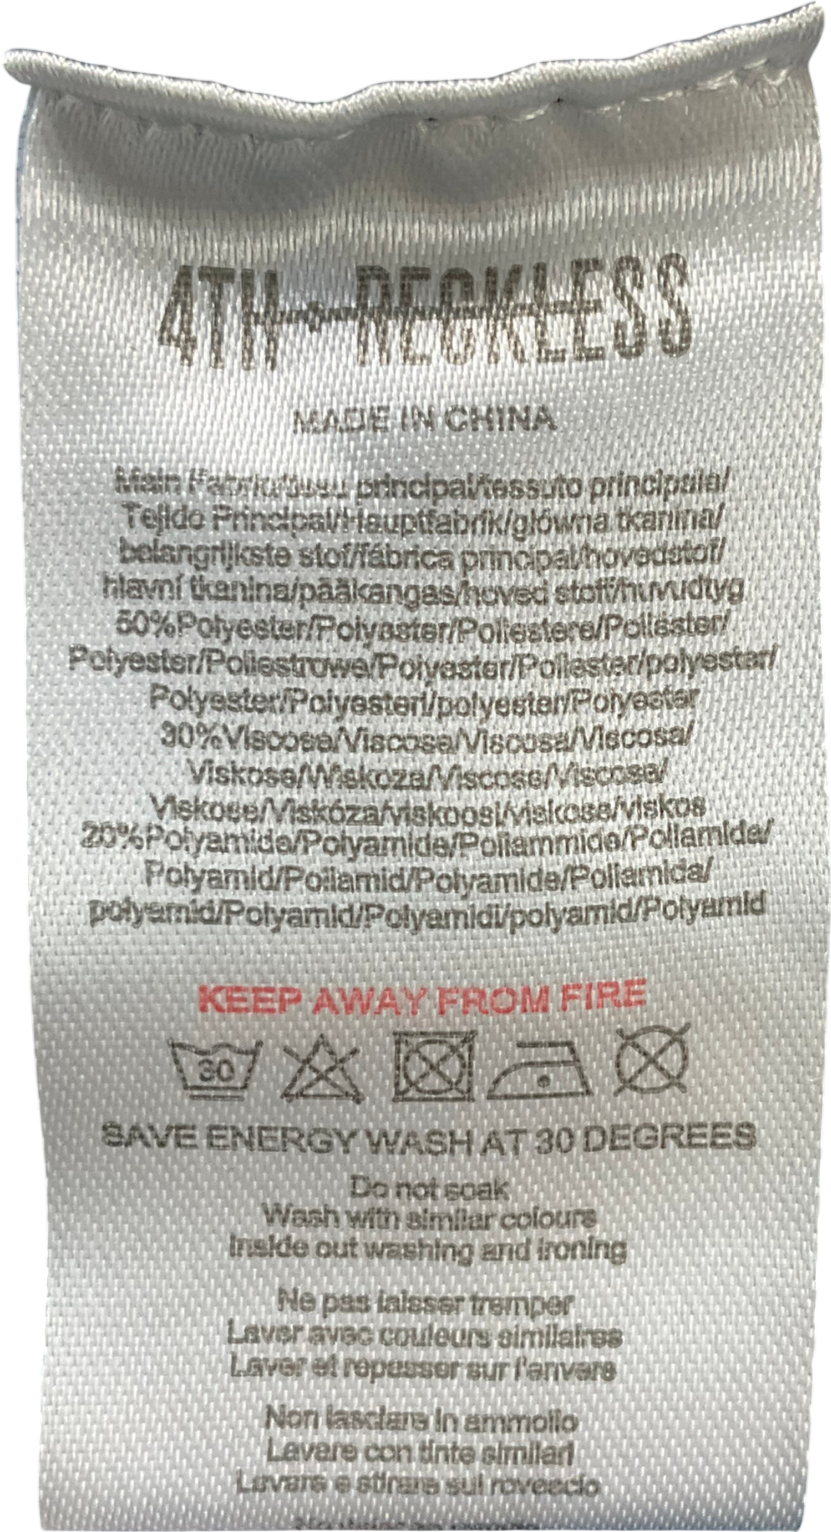 4TH RECKLESS
MADE IN CHINA
Main Fabric/tissu principal/tessuto principale/
Tejido Principal/Hauptfabrik/główna tkanina/
belangrijkste stof/fábrica principal/hovedstof/
hlavní tkanina/pääkangas/hoved stoff/huvudtyg
50%Polyester/Polyester/Poliestere/Poliéster/
Polyester/Poliestrowe/Polyester/Poliester/polyester/
Polyester/Polyesteri/polyester/Polyester
30%Viscose/Viscose/Viscosa/Viscosa/
Viskose/Wiskoza/Viscose/Viscose/
Viskose/Viskóza/viskoosi/viskose/viskos
20%Polyamide/Polyamide/Poliammide/Poliamida/
Polyamid/Poliamid/Polyamide/Poliamida/
polyamid/Polyamid/Polyamidi/polyamid/Polyamid
KEEP AWAY FROM FIRE
30
SAVE ENERGY WASH AT 30 DEGREES
Do not soak
Wash with similar colours
Inside out washing and ironing
Ne pas laisser tremper
Laver avec couleurs similaires
Laver et repasser sur l'envers
Non lasciare in ammollo
Lavare con tinte similari
Lavare e stirare sul rovescio